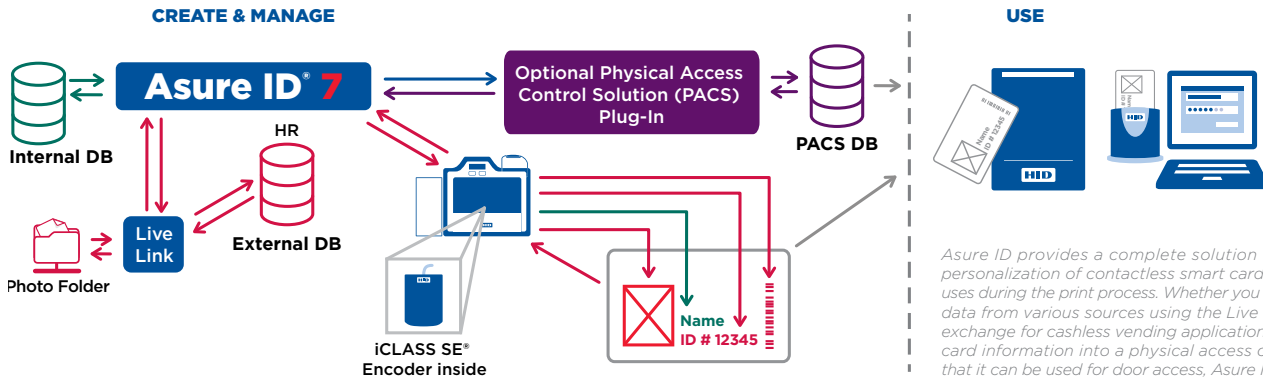 CREATE & MANAGE
USE
Asure ID® 7
Optional Physical Access
Control Solution (PACS)
Plug-In
Internal DB
HR
PACS DB
External DB
Live
Link
Photo Folder
HID
iCLASS SE®
Encoder inside
Name
ID # 12345
Name
ID # 12345
HID
HID
Name
ID # 12345
Asure ID provides a complete solution
personalization of contactless smart card
uses during the print process. Whether you
data from various sources using the Live
exchange for cashless vending application
card information into a physical access
that it can be used for door access, Asure